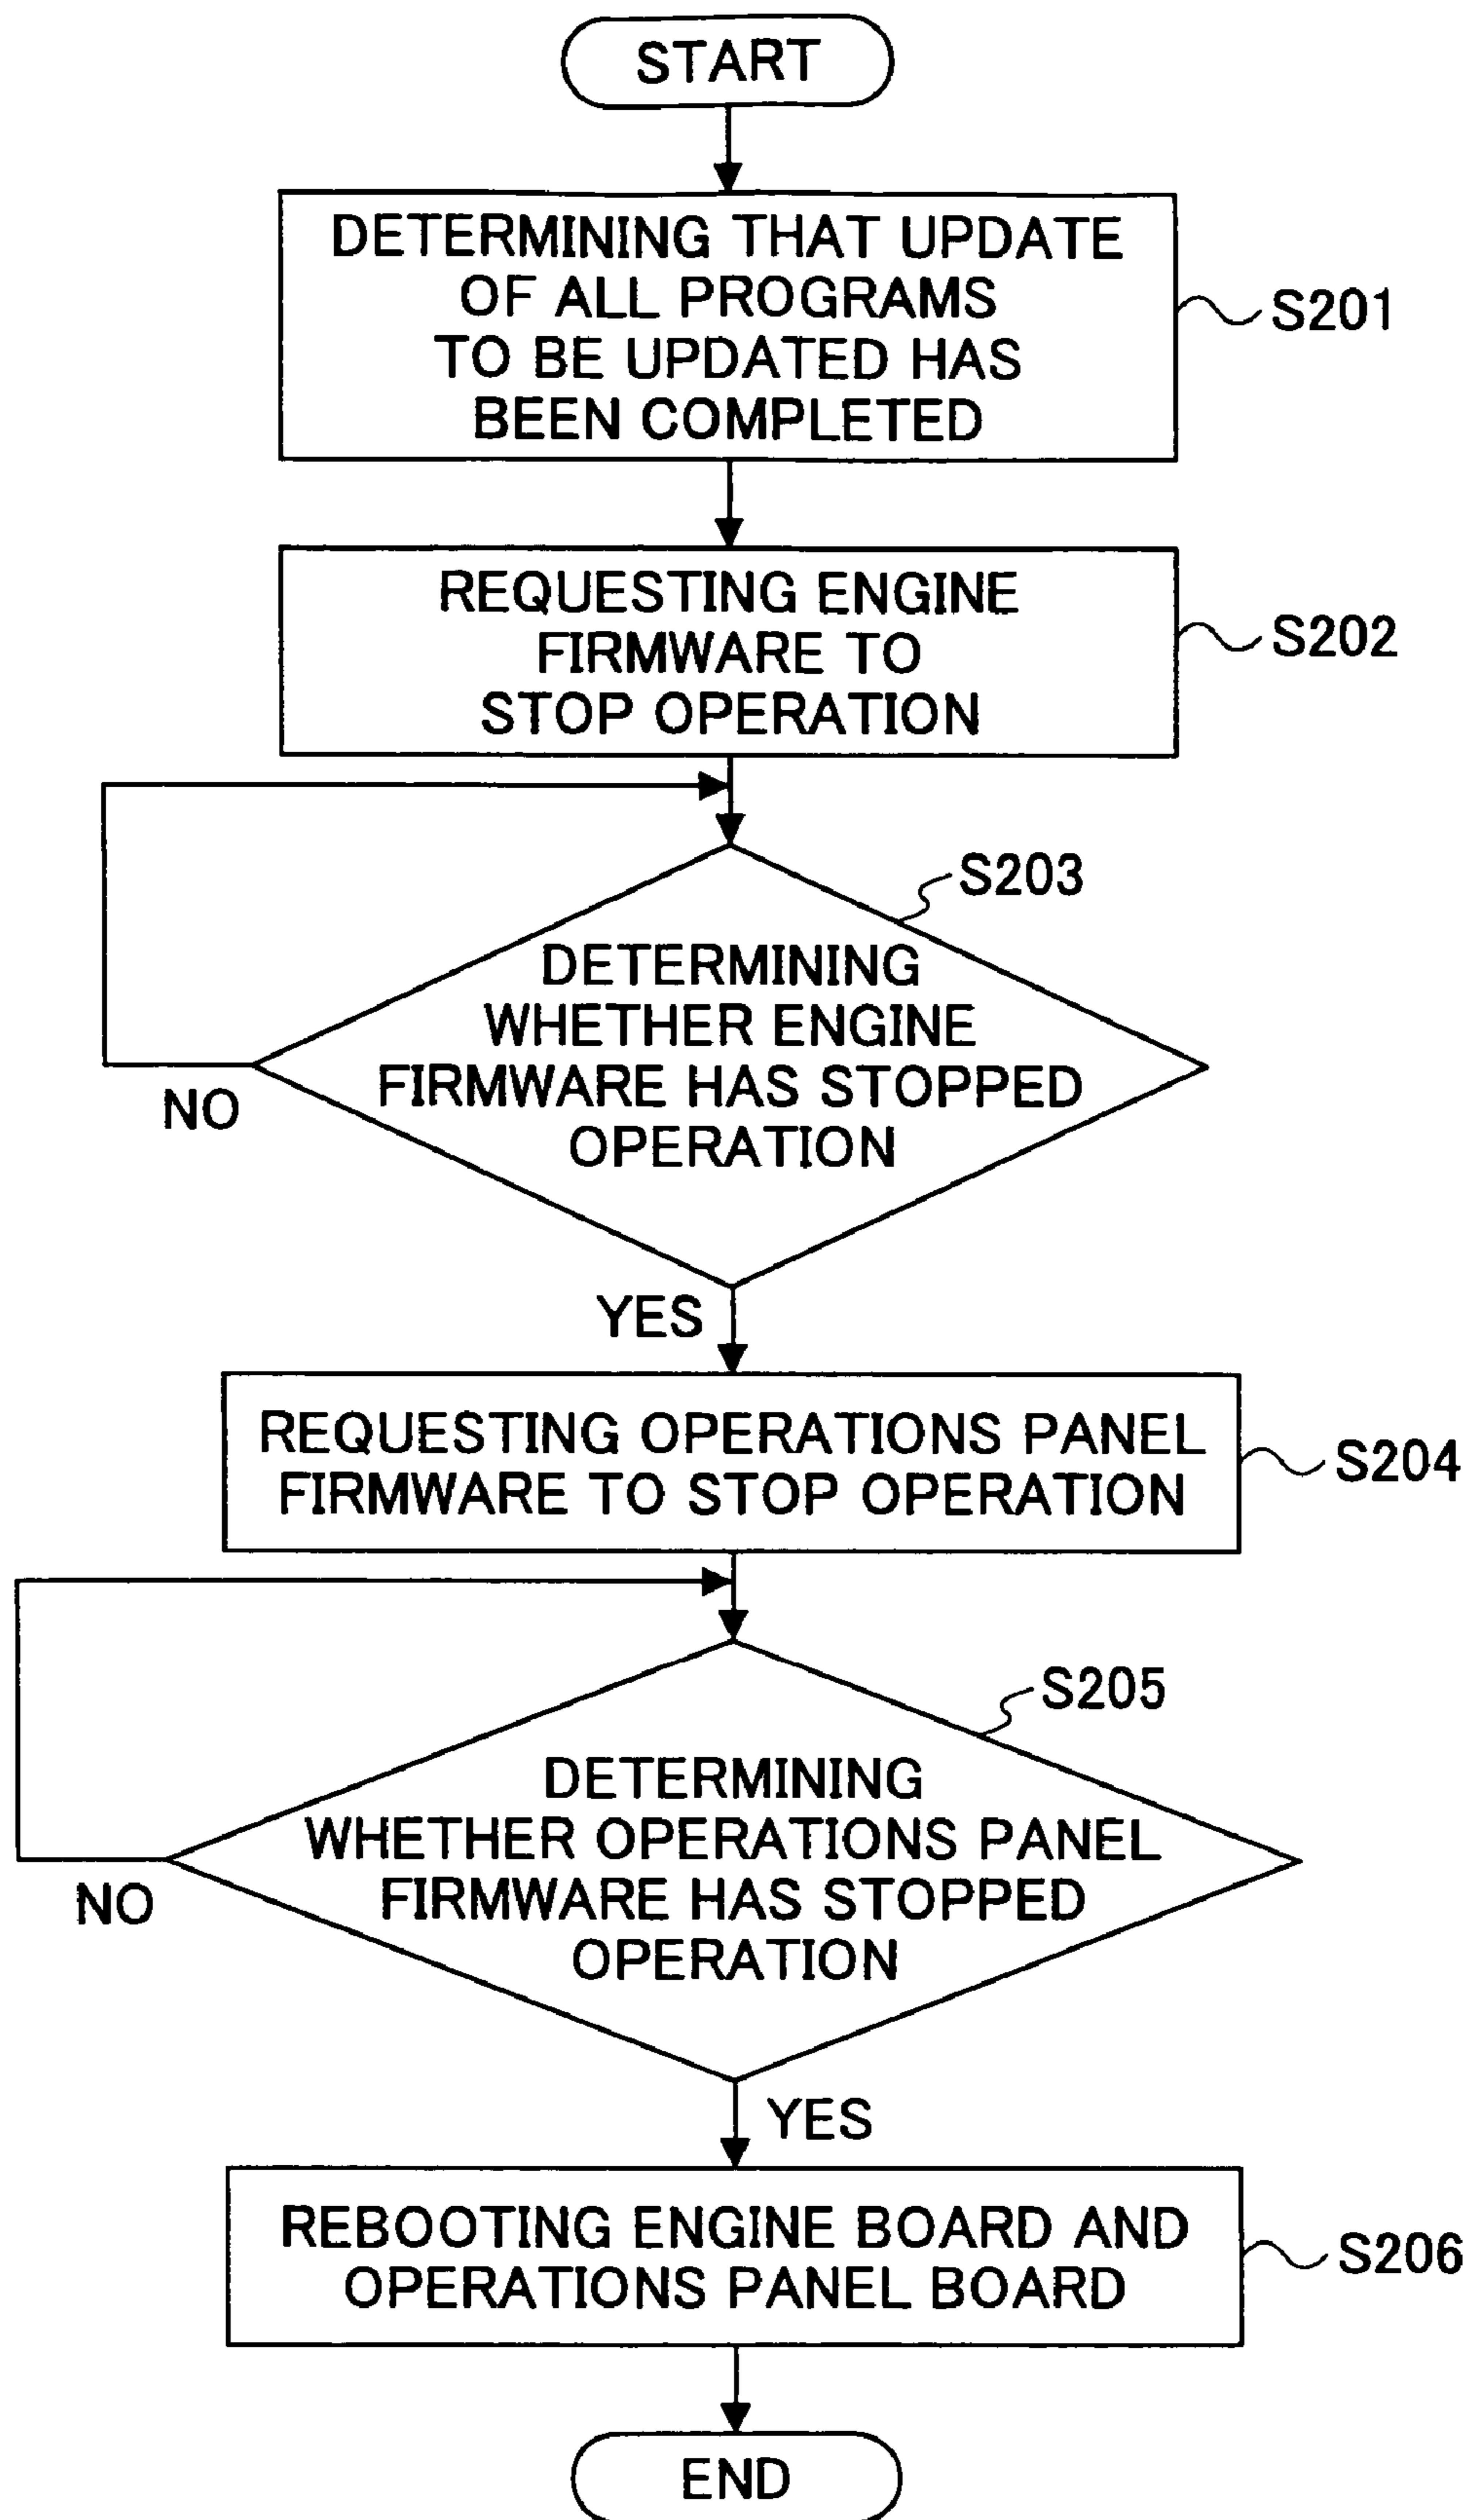 START
DETERMINING THAT UPDATE
OF ALL PROGRAMS
TO BE UPDATED HAS
BEEN COMPLETED
S201
REQUESTING ENGINE
FIRMWARE TO
STOP OPERATION
S202
S203
DETERMINING
WHETHER ENGINE
FIRMWARE HAS STOPPED
OPERATION
NO
YES
REQUESTING OPERATIONS PANEL
FIRMWARE TO STOP OPERATION
S204
S205
DETERMINING
WHETHER OPERATIONS PANEL
FIRMWARE HAS STOPPED
OPERATION
NO
YES
REBOOTING ENGINE BOARD AND
OPERATIONS PANEL BOARD
S206
END